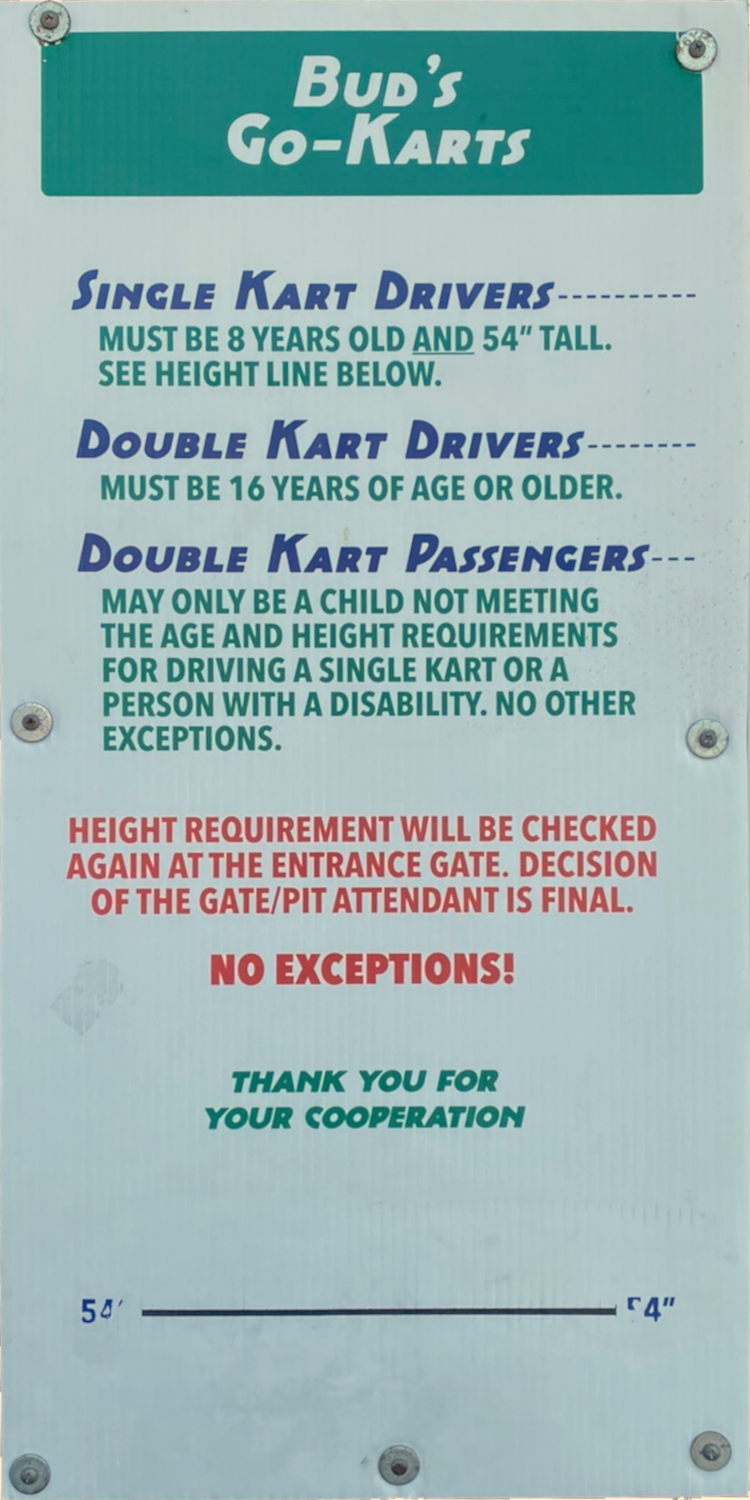 BUD'S
GO-KARTS
SINGLE KART DRIVERS----------
MUST BE 8 YEARS OLD AND 54" TALL.
SEE HEIGHT LINE BELOW.
DOUBLE KART DRIVERS--------
MUST BE 16 YEARS OF AGE OR OLDER.
DOUBLE KART PASSENGERS---
MAY ONLY BE A CHILD NOT MEETING
THE AGE AND HEIGHT REQUIREMENTS
FOR DRIVING A SINGLE KART OR A
PERSON WITH A DISABILITY. NO OTHER
EXCEPTIONS.
HEIGHT REQUIREMENT WILL BE CHECKED
AGAIN AT THE ENTRANCE GATE. DECISION
OF THE GATE/PIT ATTENDANT IS FINAL.
NO EXCEPTIONS!
THANK YOU FOR
YOUR COOPERATION
54" 54"